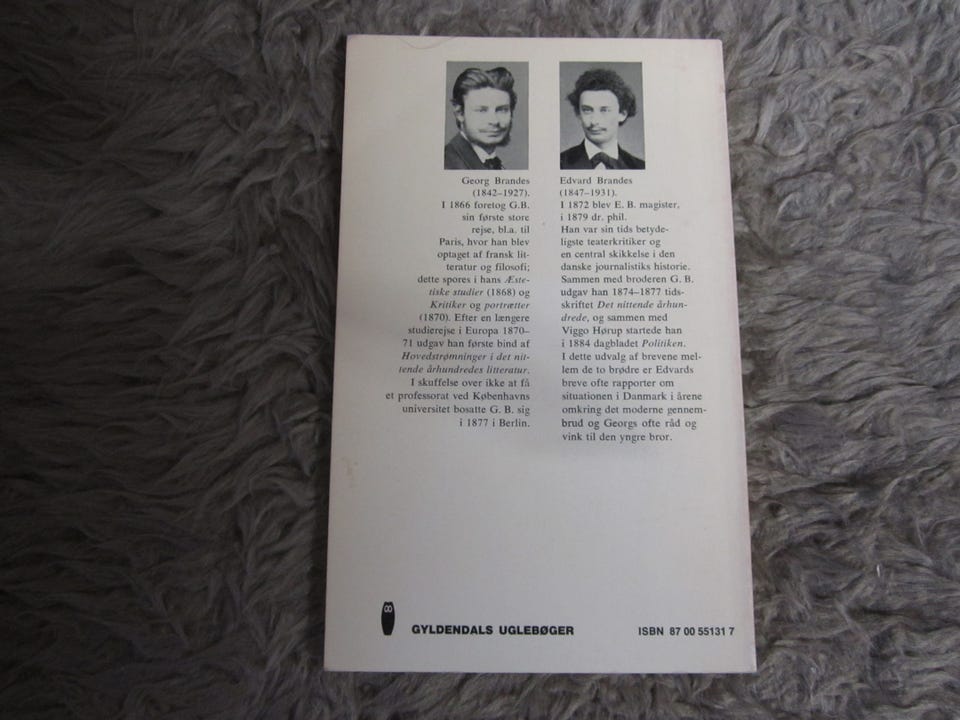 Georg Brandes
(1842–1927).
I 1866 foretog G.B.
sin første store
rejse, bl.a. til
Paris, hvor han blev
optaget af fransk lit-
teratur og filosofi;
dette spores i hans Æste-
tiske studier (1868) og
Kritiker og portrætter
(1870). Efter en længere
studierejse i Europa 1870–
71 udgav han første bind af
Hovedstrømninger i det nit-
tende århundredes litteratur.
I skuffelse over ikke at få
et professorat ved Københavns
universitet bosatte G. B. sig
i 1877 i Berlin.
Edvard Brandes
(1847–1931).
I 1872 blev E. B. magister,
i 1879 dr. phil.
Han var sin tids betyde-
ligste teaterkritiker og
en central skikkelse i den
danske journalistiks historie.
Sammen med broderen G. B.
udgav han 1874–1877 tids-
skriftet Det nittende århun-
drede, og sammen med
Viggo Hørup startede han
i 1884 dagbladet Politiken.
I dette udvalg af brevene mel-
lem de to brødre er Edvards
breve ofte rapporter om
situationen i Danmark i årene
omkring det moderne gennem-
brud og Georgs ofte råd og
vink til den yngre bror.
GYLDENDALS UGLEBØGER
ISBN 87 00 55131 7